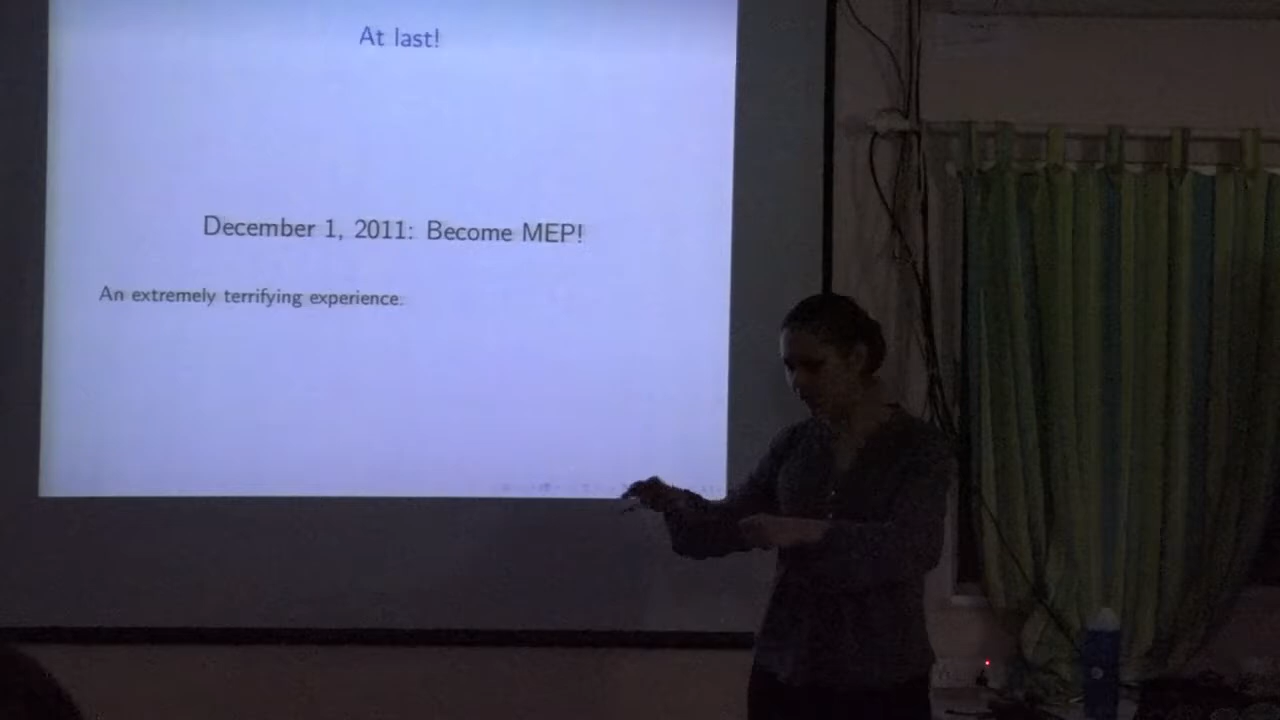 At last!
December 1, 2011: Become MEP!
An extremely terrifying experience.